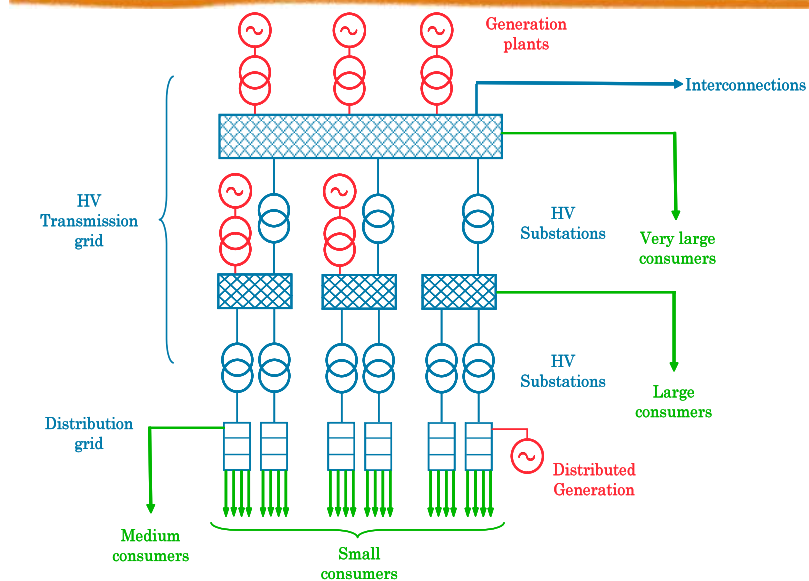 Generation
plants
Interconnections
HV
Transmission
grid
HV
Substations
Very large
consumers
HV
Substations
Large
consumers
Distribution
grid
Distributed
Generation
Medium
consumers
Small
consumers